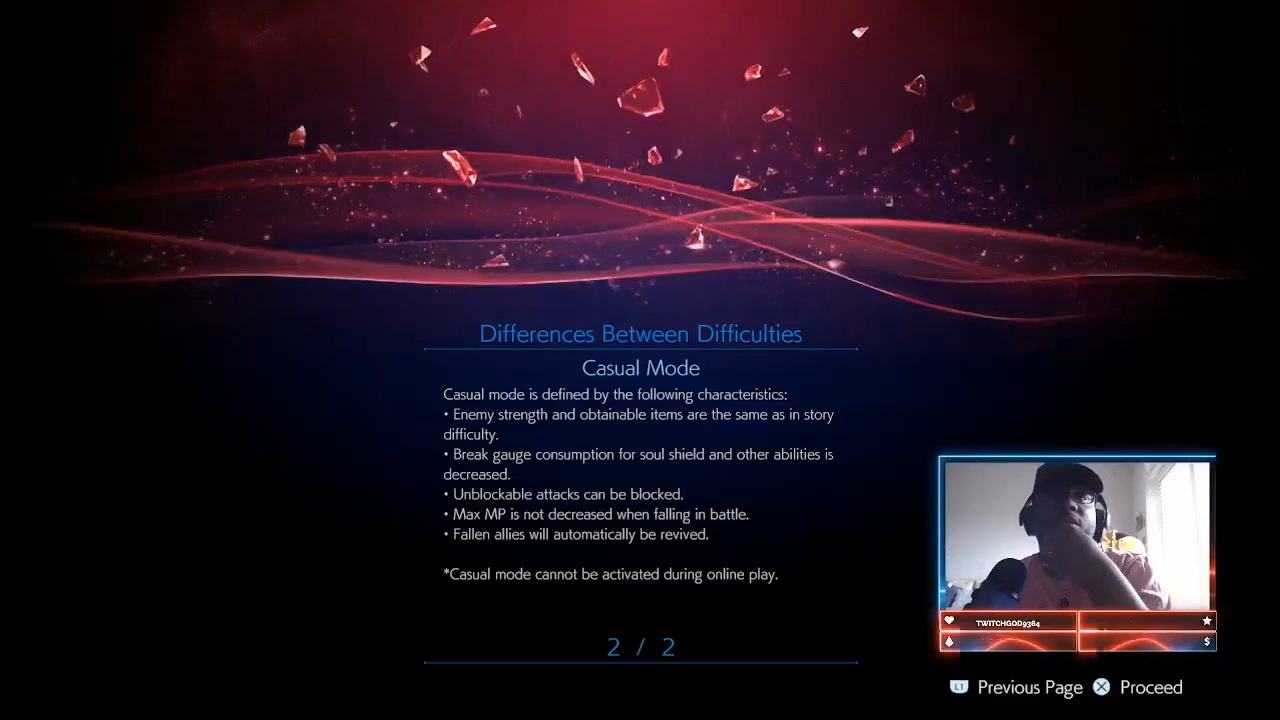 Differences Between Difficulties
Casual Mode
Casual mode is defined by the following characteristics:
• Enemy strength and obtainable items are the same as in story
difficulty.
• Break gauge consumption for soul shield and other abilities is
decreased.
• Unblockable attacks can be blocked.
• Max MP is not decreased when falling in battle.
• Fallen allies will automatically be revived.
*Casual mode cannot be activated during online play.
TWITCHGOD9384
$
2 / 2
L1 Previous Page Proceed